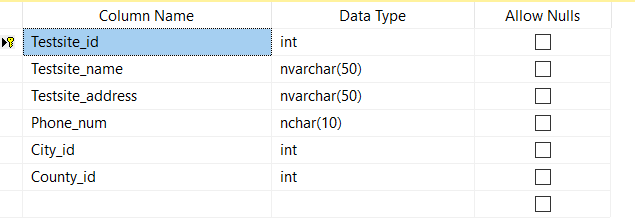 Column Name Data Type Allow Nulls
Testsite_id int
Testsite_name nvarchar(50)
Testsite_address nvarchar(50)
Phone_num nchar(10)
City_id int
County_id int